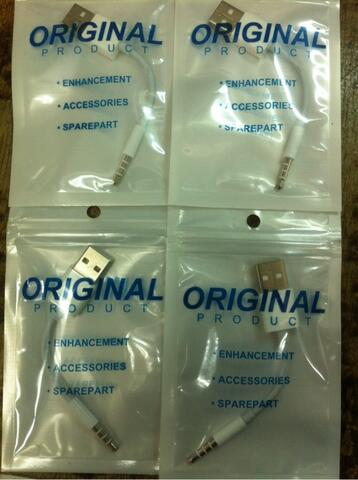 ORIGINAL
PRODUCT
• ENHANCEMENT
• ACCESSORIES
• SPAREPART
ORIGINAL
PRODUCT
• ENHANCEMENT
• ACCESSORIES
• SPAREPART
ORIGINAL
PRODUCT
• ENHANCEMENT
• ACCESSORIES
• SPAREPART
ORIGINAL
PRODUCT
• ENHANCEMENT
• ACCESSORIES
• SPAREPART